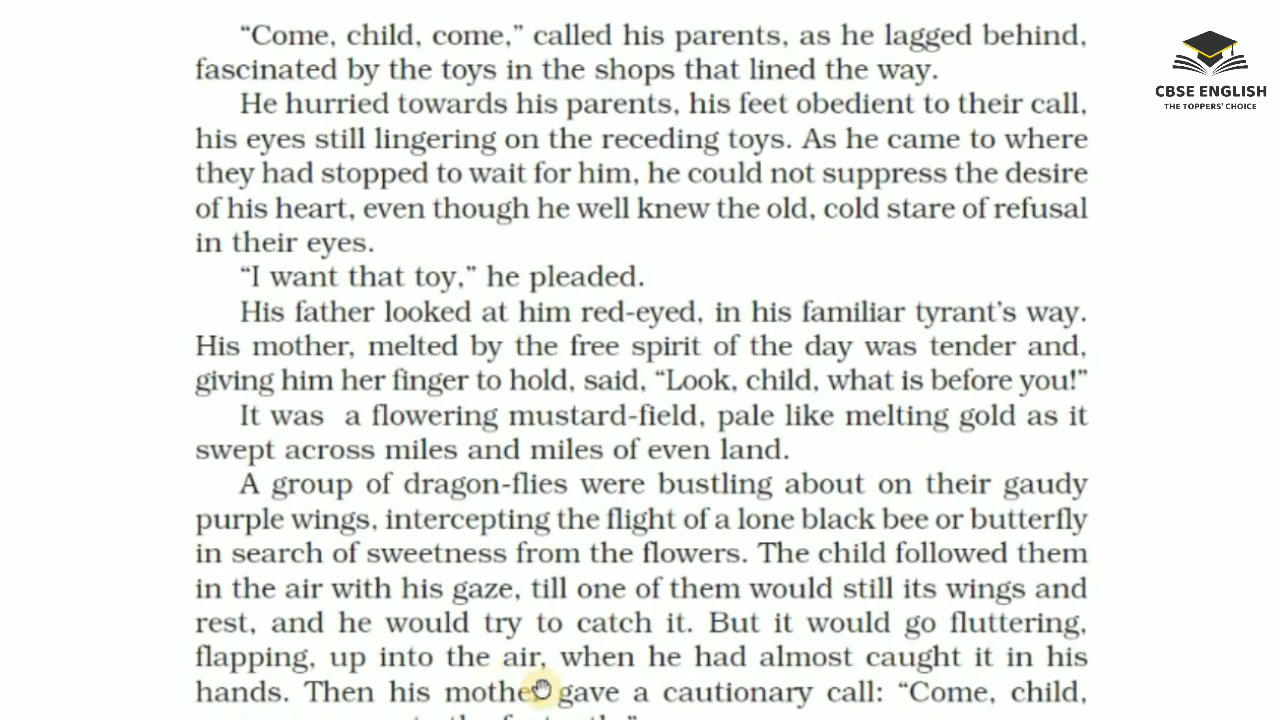 “Come, child, come,” called his parents, as he lagged behind,
fascinated by the toys in the shops that lined the way.
He hurried towards his parents, his feet obedient to their call,
his eyes still lingering on the receding toys. As he came to where
they had stopped to wait for him, he could not suppress the desire
of his heart, even though he well knew the old, cold stare of refusal
in their eyes.
“I want that toy,” he pleaded.
His father looked at him red-eyed, in his familiar tyrant's way.
His mother, melted by the free spirit of the day was tender and,
giving him her finger to hold, said, “Look, child, what is before you!”
It was a flowering mustard-field, pale like melting gold as it
swept across miles and miles of even land.
A group of dragon-flies were bustling about on their gaudy
purple wings, intercepting the flight of a lone black bee or butterfly
in search of sweetness from the flowers. The child followed them
in the air with his gaze, till one of them would still its wings and
rest, and he would try to catch it. But it would go fluttering,
flapping, up into the air, when he had almost caught it in his
hands. Then his mother gave a cautionary call: “Come, child,
CBSE ENGLISH
THE TOPPERS' CHOICE